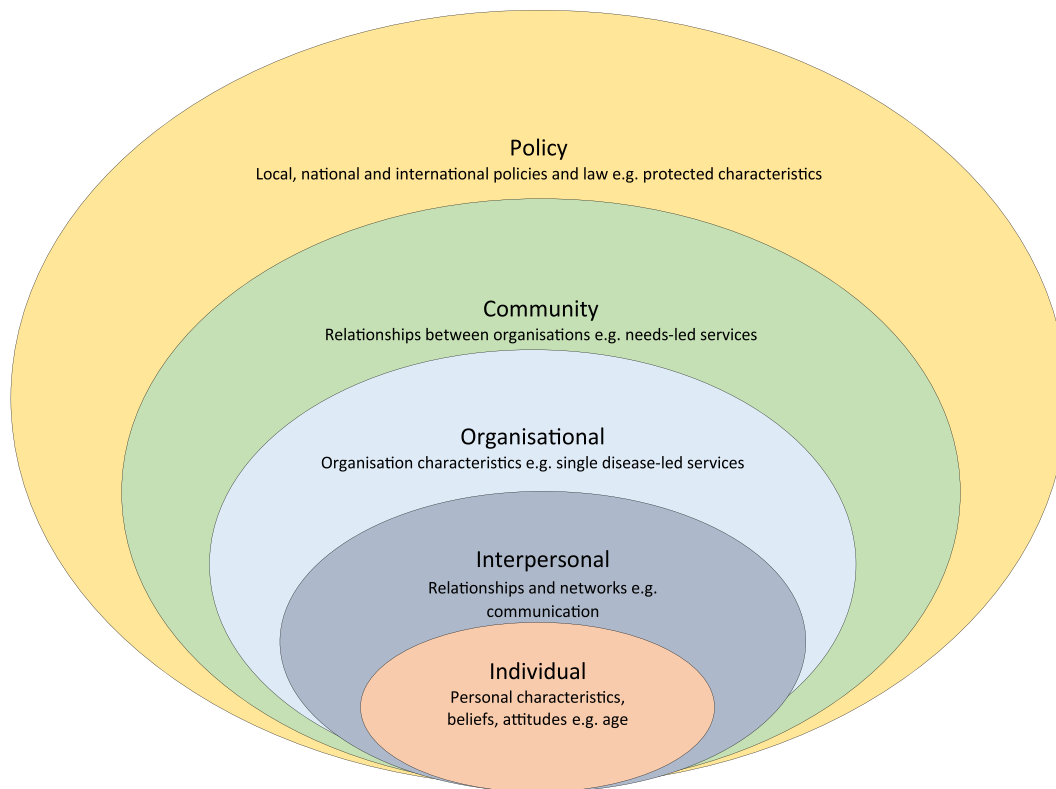 Policy
Local, national and international policies and law e.g. protected characteristics
Community
Relationships between organisations e.g. needs-led services
Organisational
Organisation characteristics e.g. single disease-led services
Interpersonal
Relationships and networks e.g.
communication
Individual
Personal characteristics,
beliefs, attitudes e.g. age